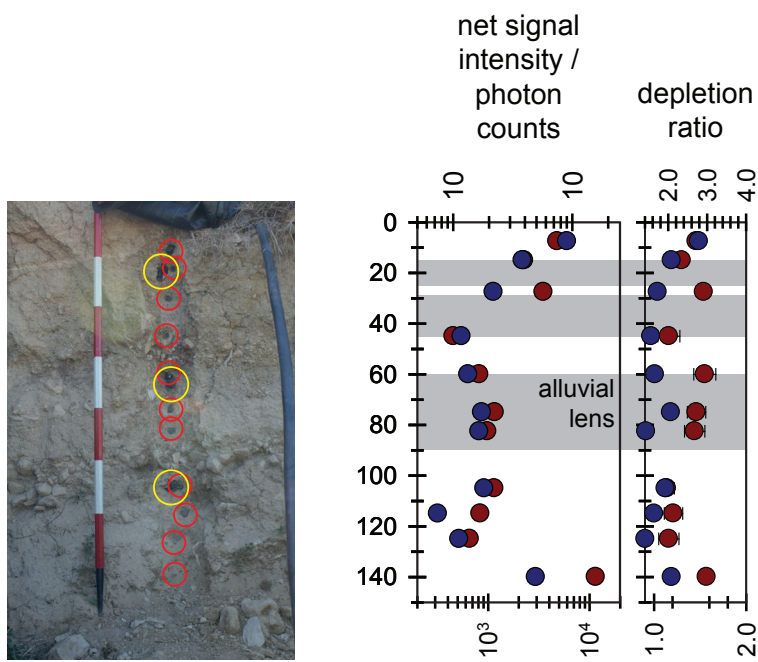 net signal
intensity /
photon
counts
depletion
ratio
10
10
2.0
3.0
4.0
0
20
40
60
80
100
120
140
alluvial
lens
10³
10⁴
1.0
2.0